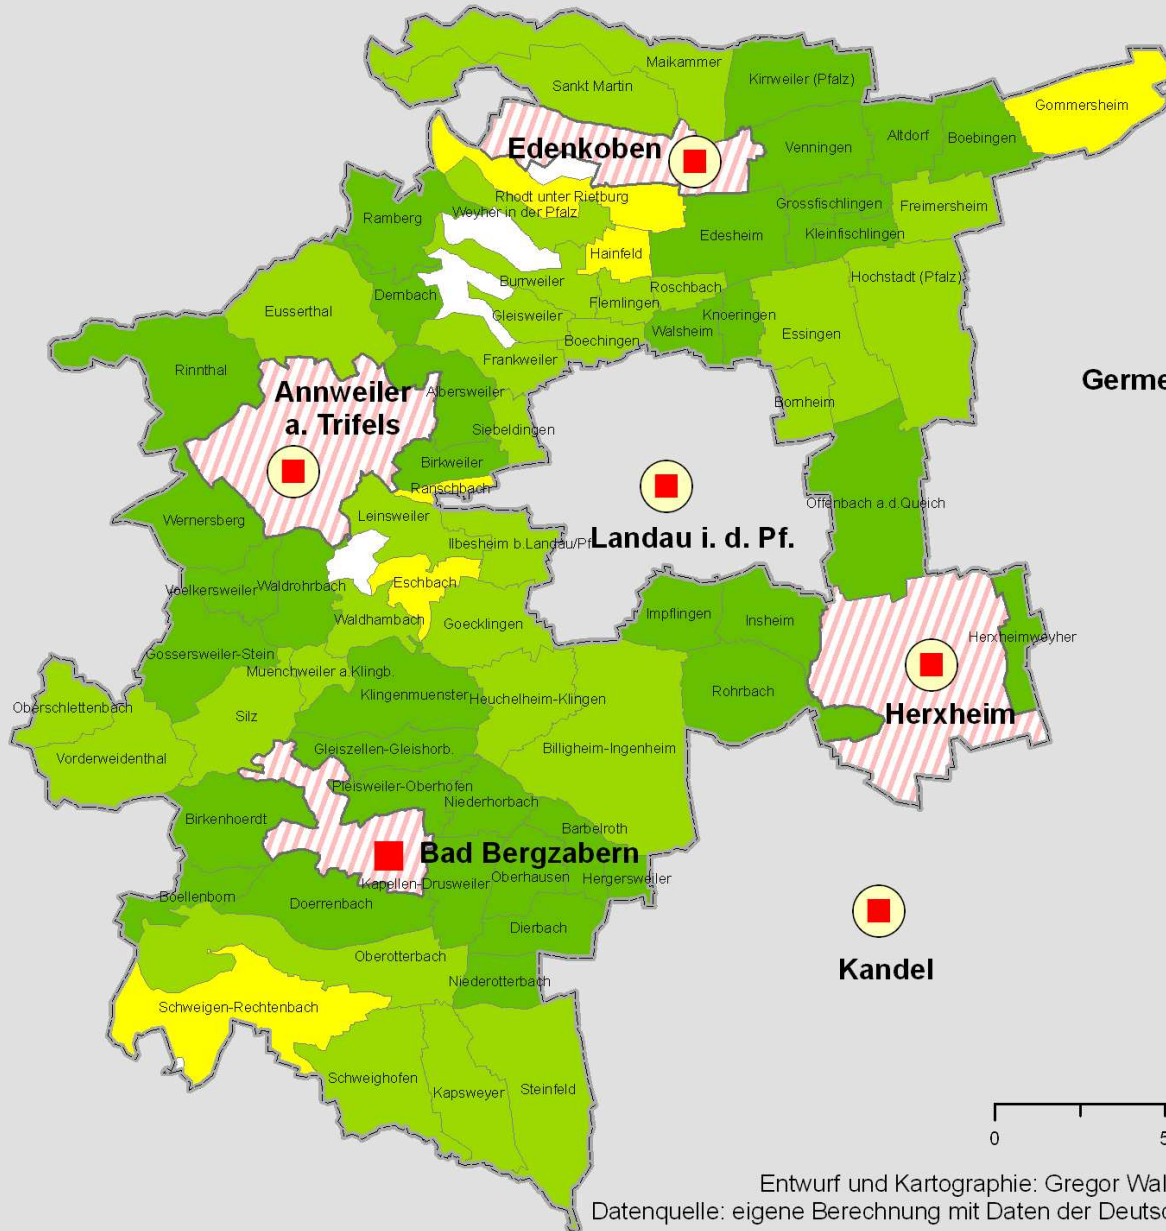 Maikammer
Sankt Martin
Kirrweiler (Pfalz)
Gommersheim
Altdorf
Boebingen
Edenkoben
Venningen
Rhodt unter Rietburg
Weyher in der Pfalz
Grossfischlingen
Freimersheim
Ramberg
Edesheim
Kleinfischlingen
Hainfeld
Hochstadt (Pfalz)
Burrweiler
Roschbach
Dernbach
Flemlingen
Eusserthal
Gleisweiler
Knoeringen
Walsheim
Essingen
Boechingen
Frankweiler
Rinnthal
Annweiler
a. Trifels
Albersweiler
Germe
Bornheim
Siebeldingen
Birkweiler
Ranschbach
Offenbach a.d.Queich
Leinsweiler
Wernersberg
Ilbesheim b.Landau/Pf
Landau i. d. Pf.
Voelkersweiler
Waldrohrbach
Eschbach
Waldhambach
Goecklingen
Impflingen
Insheim
Herxheimweyher
Gossersweiler-Stein
Muenchweiler a.Klingb.
Klingenmuenster
Heuchelheim-Klingen
Rohrbach
Oberschlettenbach
Silz
Herxheim
Vorderweidenthal
Gleiszellen-Gleishorb.
Billigheim-Ingenheim
Pleisweiler-Oberhofen
Niederhorbach
Birkenhoerdt
Barbelroth
Bad Bergzabern
Kapellen-Drusweiler
Oberhausen
Hergersweiler
Boellenborn
Doerrenbach
Dierbach
Oberotterbach
Kandel
Niederotterbach
Schweigen-Rechtenbach
Schweighofen
Kapsweyer
Steinfeld
0 5
Entwurf und Kartographie: Gregor Wal
Datenquelle: eigene Berechnung mit Daten der Deutsc